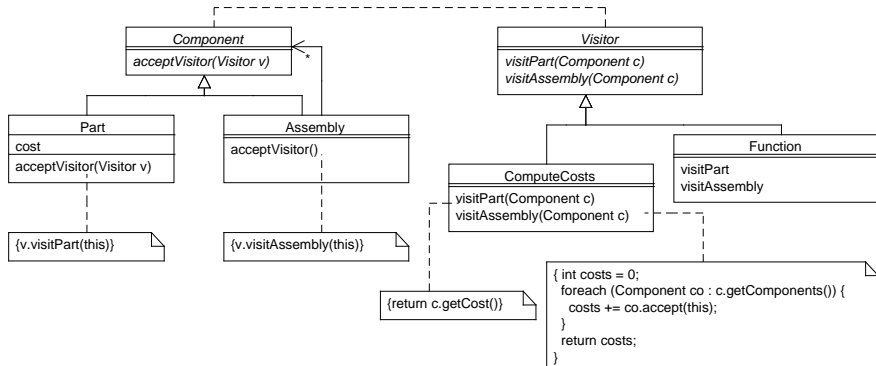 Component
acceptVisitor(Visitor v)
*
Visitor
visitPart(Component c)
visitAssembly(Component c)
Part
cost
acceptVisitor(Visitor v)
Assembly
acceptVisitor()
ComputeCosts
visitPart(Component c)
visitAssembly(Component c)
Function
visitPart
visitAssembly
{v.visitPart(this)}
{v.visitAssembly(this)}
{return c.getCost()}
{ int costs = 0;
foreach (Component co : c.getComponents()) {
costs += co.accept(this);
}
return costs;
}